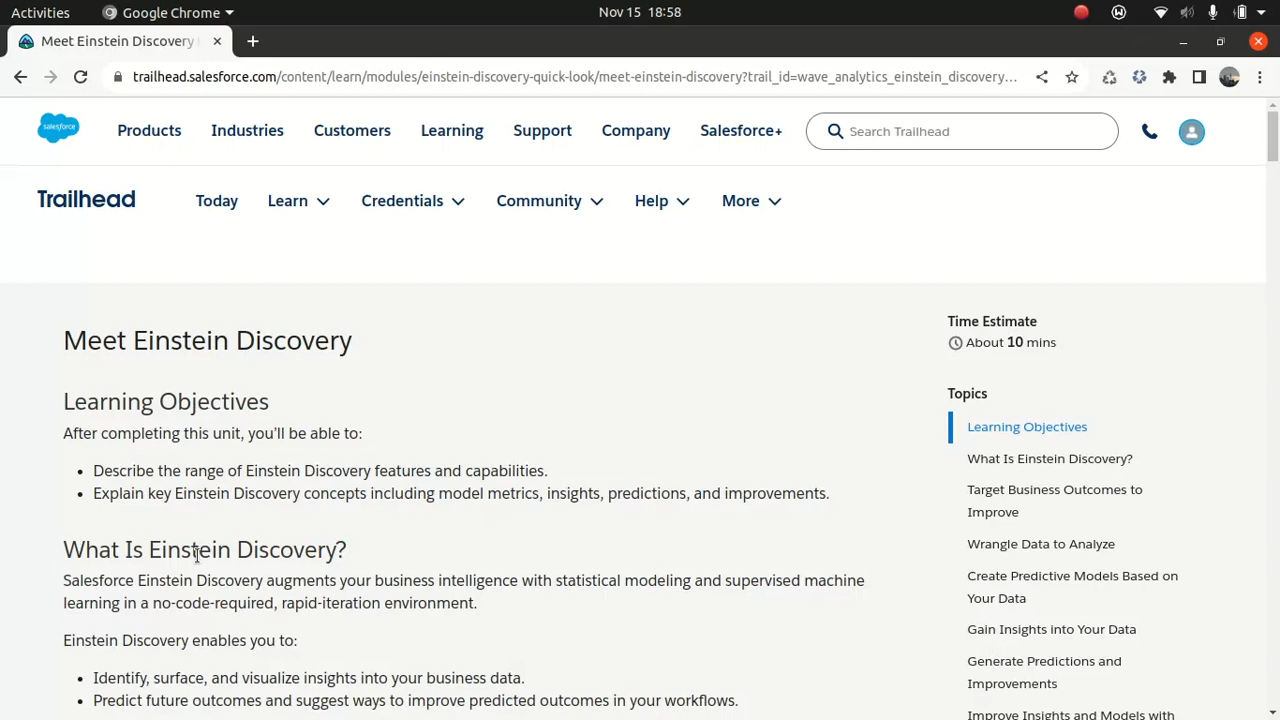 Activities Google Chrome Nov 15 18:58
Meet Einstein Discovery
trailhead.salesforce.com/content/learn/modules/einstein-discovery-quick-look/meet-einstein-discovery?trail_id=wave_analytics_einstein_discovery...
salesforce Products Industries Customers Learning Support Company Salesforce+ Search Trailhead
Trailhead Today Learn Credentials Community Help More
Meet Einstein Discovery
Learning Objectives
After completing this unit, you'll be able to:
• Describe the range of Einstein Discovery features and capabilities.
• Explain key Einstein Discovery concepts including model metrics, insights, predictions, and improvements.
What Is Einstein Discovery?
Salesforce Einstein Discovery augments your business intelligence with statistical modeling and supervised machine
learning in a no-code-required, rapid-iteration environment.
Einstein Discovery enables you to:
• Identify, surface, and visualize insights into your business data.
• Predict future outcomes and suggest ways to improve predicted outcomes in your workflows.
Time Estimate
About 10 mins
Topics
Learning Objectives
What Is Einstein Discovery?
Target Business Outcomes to
Improve
Wrangle Data to Analyze
Create Predictive Models Based on
Your Data
Gain Insights into Your Data
Generate Predictions and
Improvements
Improve Insights and Models with